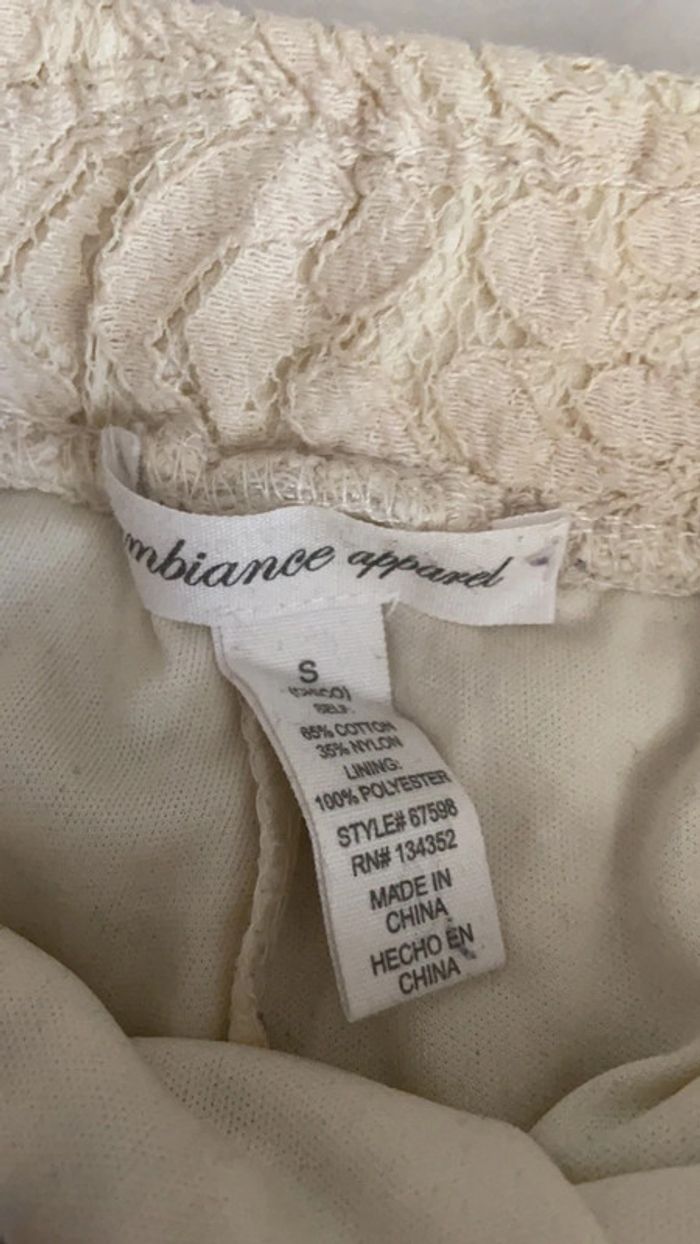 mbiance apparel
S
(CHICO)
SELF:
65% COTTON
35% NYLON
LINING:
100% POLYESTER
STYLE# 67598
RN# 134352
MADE IN
CHINA
HECHO EN
CHINA